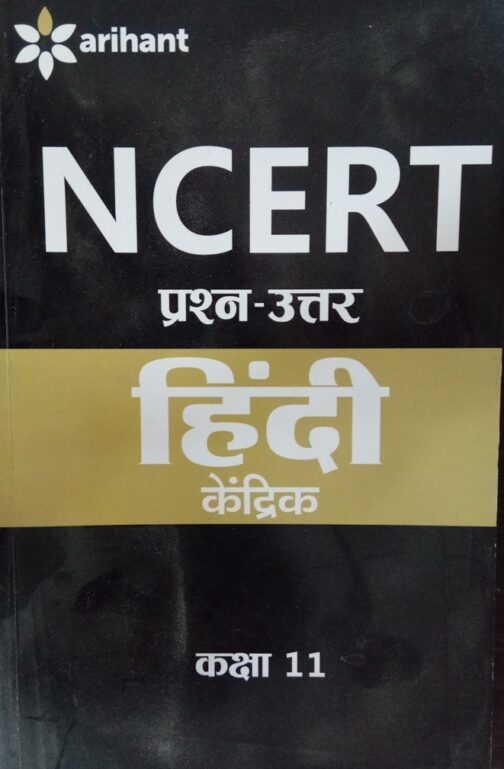 arihant
NCERT
प्रश्न-उत्तर
हिंदी
केंद्रिक
कक्षा 11